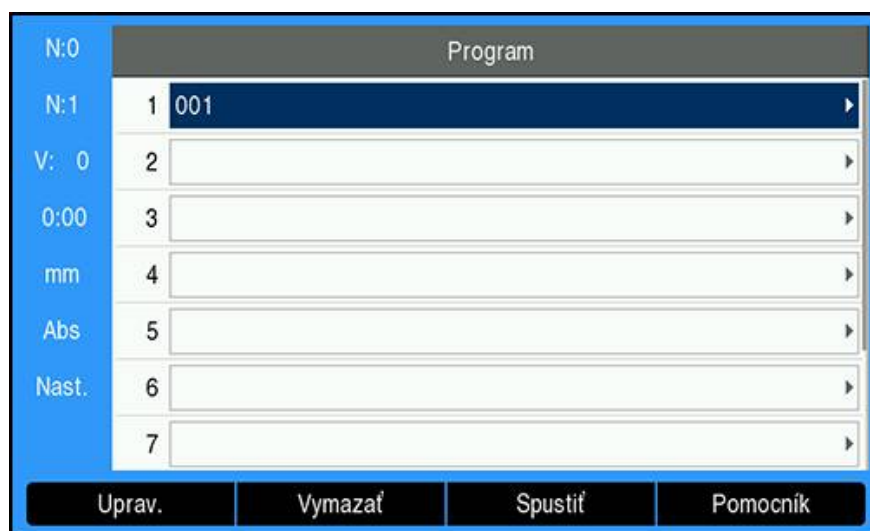 N:0
Program
N:1
1 001
V: 0
2
0:00
3
mm
4
Abs
5
Nast.
6
7
Uprav. Vymazať Spustiť Pomocník